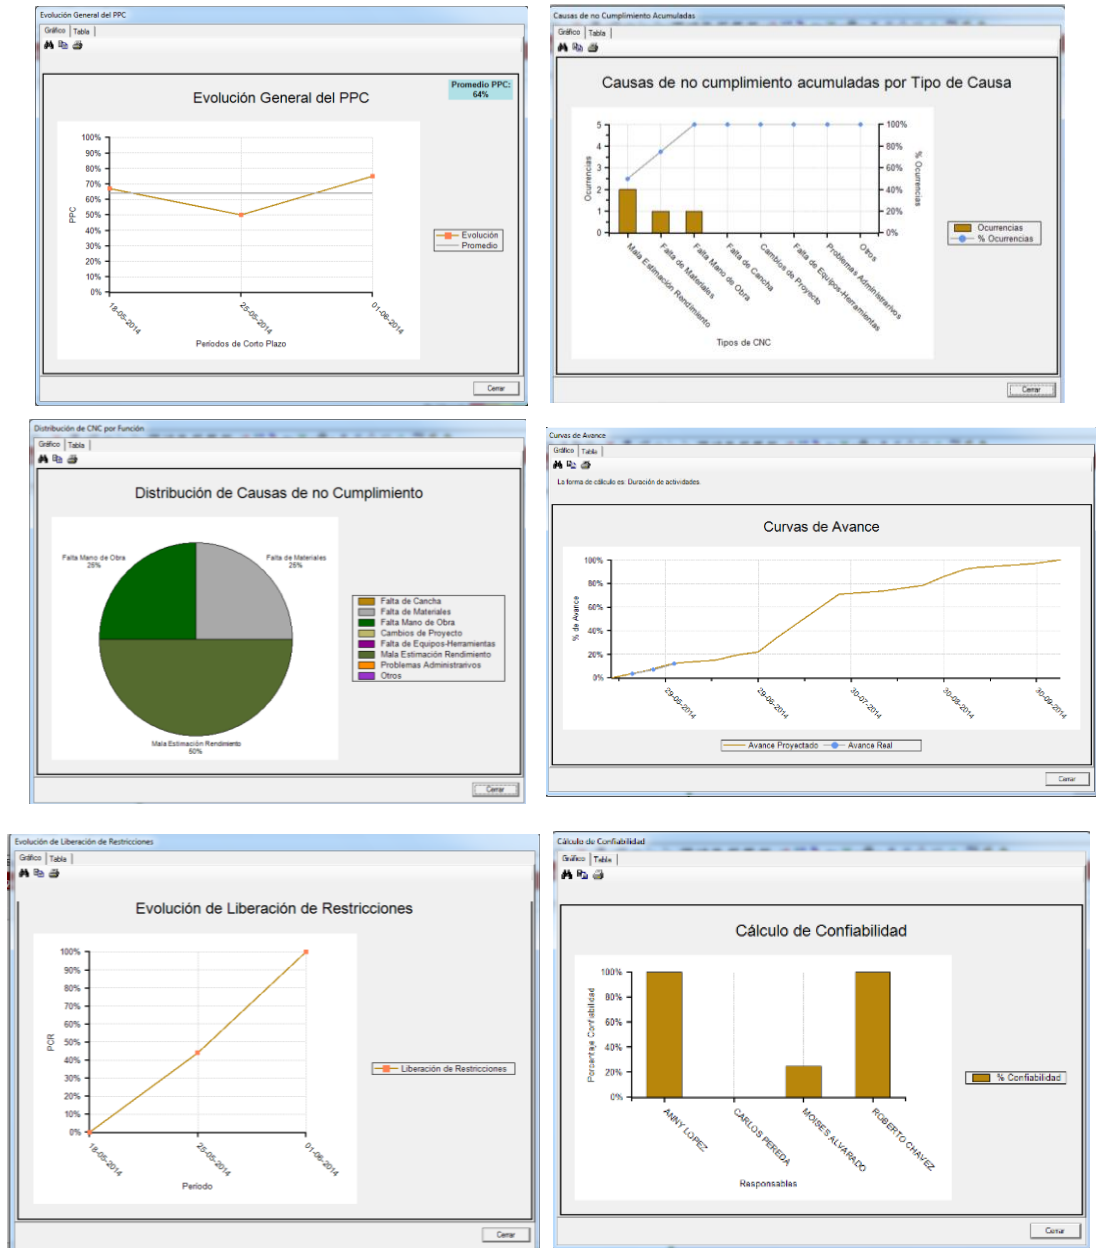 Evolución General del PPC
Gráfico Tabla
Promedio PPC:
64%
Evolución General del PPC
100%
90%
80%
70%
60%
50%
40%
30%
20%
10%
0%
PPC
18-05-2014
25-05-2014
01-06-2014
Períodos de Corto Plazo
Evolución
Promedio
Cerrar
Causas de no Cumplimiento Acumuladas
Gráfico Tabla
Causas de no cumplimiento acumuladas por Tipo de Causa
5
4
3
2
1
0
Ocurrencias
100%
80%
60%
40%
20%
0%
% Ocurrencias
Mala Estimación Rendimiento
Falta de Materiales
Falta Mano de Obra
Falta de Cancha
Cambios de Proyecto
Falta de Equipos-Herramientas
Problemas Administrarivos
Otros
Tipos de CNC
Ocurrencias
% Ocurrencias
Cerrar
Distribución de CNC por Función
Gráfico Tabla
Distribución de Causas de no Cumplimiento
Falta Mano de Obra
25%
Falta de Materiales
25%
Mala Estimación Rendimiento
50%
Falta de Cancha
Falta de Materiales
Falta Mano de Obra
Cambios de Proyecto
Falta de Equipos-Herramientas
Mala Estimación Rendimiento
Problemas Administrarivos
Otros
Cerrar
Curvas de Avance
Gráfico Tabla
La forma de cálculo es: Duración de actividades.
Curvas de Avance
100%
80%
60%
40%
20%
0%
% de Avance
29-05-2014
29-06-2014
30-07-2014
30-08-2014
30-09-2014
Avance Proyectado
Avance Real
Cerrar
Evolución de Liberación de Restricciones
Gráfico Tabla
Evolución de Liberación de Restricciones
100%
90%
80%
70%
60%
50%
40%
30%
20%
10%
0%
PCR
18-05-2014
25-05-2014
01-06-2014
Período
Liberación de Restricciones
Cerrar
Cálculo de Confiabilidad
Gráfico Tabla
Cálculo de Confiabilidad
100%
80%
60%
40%
20%
0%
Porcentaje Confiabilidad
ANNY LOPEZ
CARLOS PEREDA
MOISES ALVARADO
ROBERTO CHAVEZ
Responsables
% Confiabilidad
Cerrar